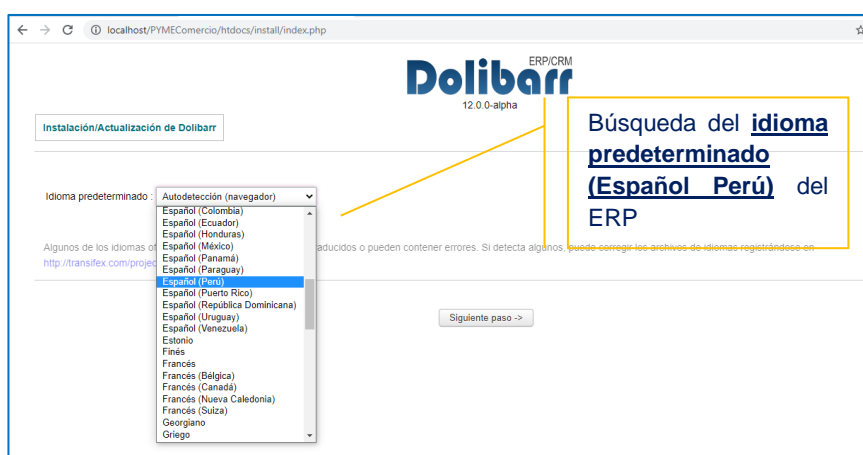 localhost/PYMEComercio/htdocs/install/index.php
Dolibarr ERP/CRM
12.0.0-alpha
Instalación/Actualización de Dolibarr
Búsqueda del idioma
predeterminado
(Español Perú) del
ERP
Idioma predeterminado : Autodetección (navegador)
Español (Colombia)
Español (Ecuador)
Español (Honduras)
Español (México)
Español (Panamá)
Español (Paraguay)
Español (Perú)
Español (Puerto Rico)
Español (República Dominicana)
Español (Uruguay)
Español (Venezuela)
Estonio
Finés
Francés
Francés (Bélgica)
Francés (Canadá)
Francés (Nueva Caledonia)
Francés (Suiza)
Georgiano
Griego
Algunos de los idiomas of aducidos o pueden contener errores. Si detecta algunos, puede corregir los archivos de idiomas registrándose en
http://transifex.com/projec
Siguiente paso ->